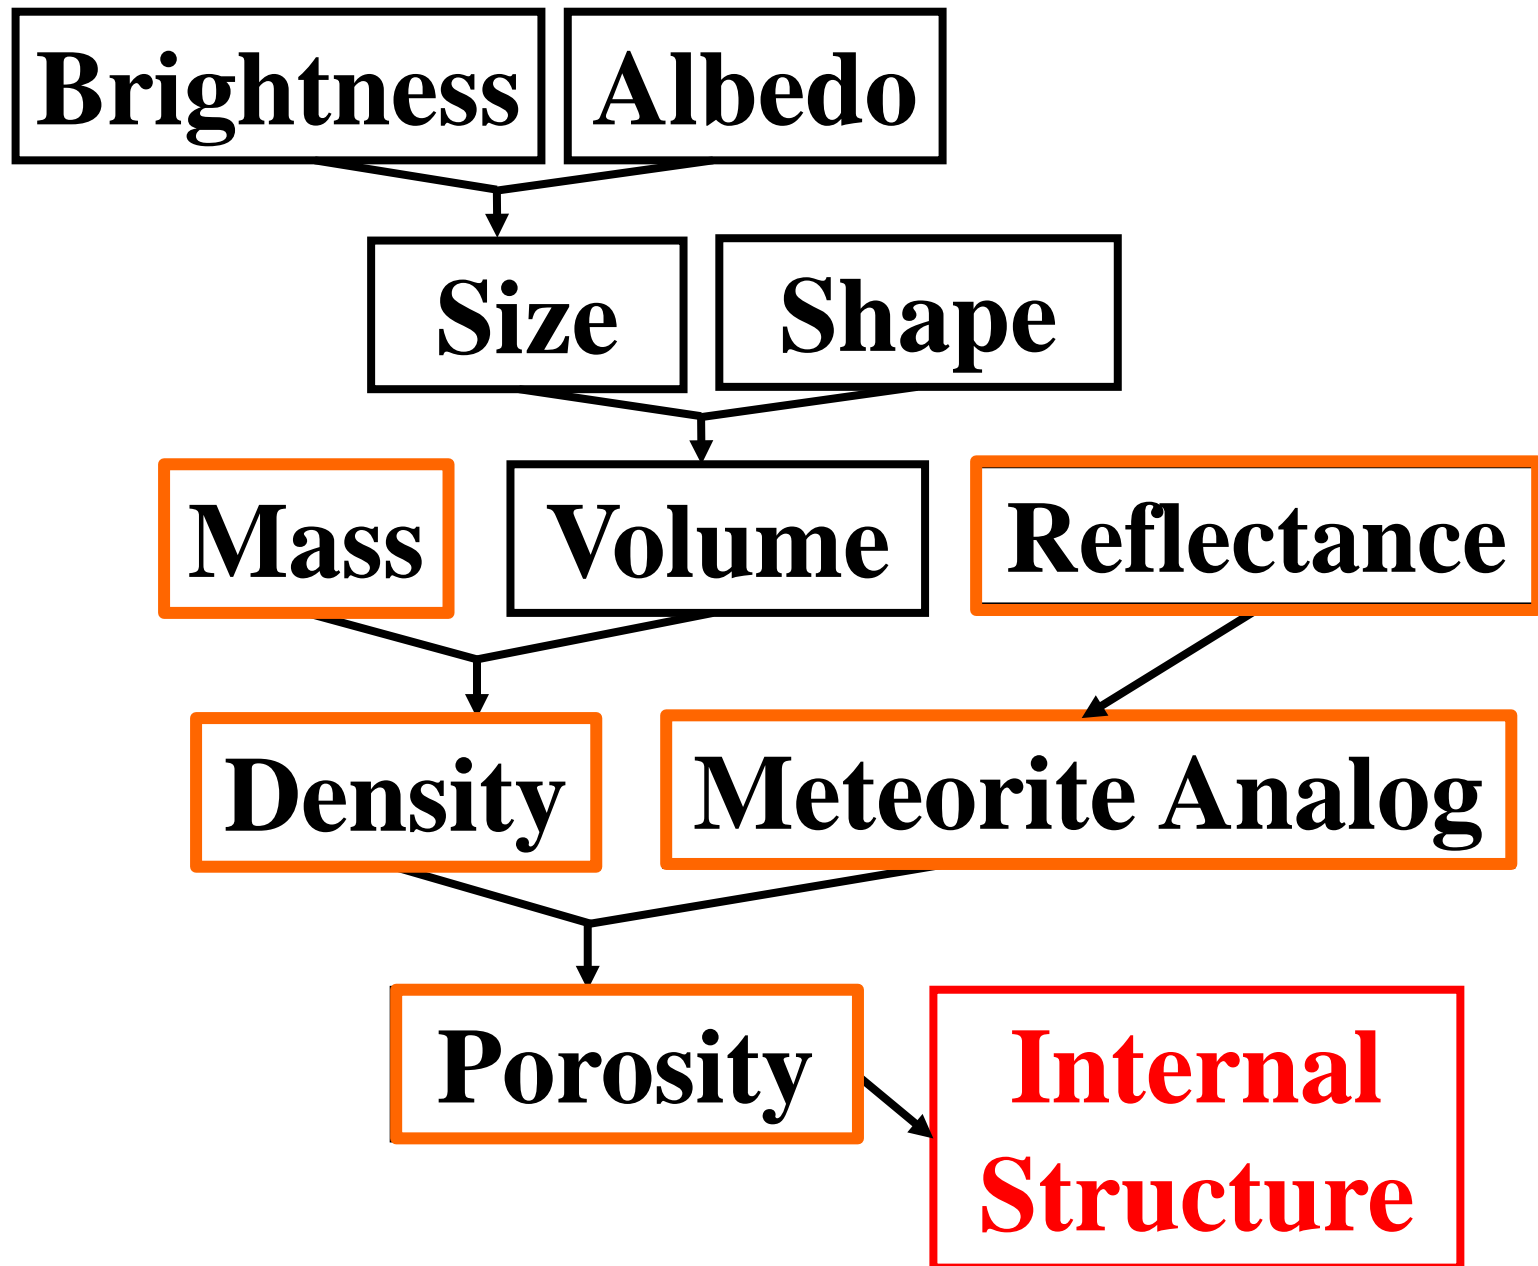 Brightness
Albedo
Size
Shape
Mass
Volume
Reflectance
Density
Meteorite Analog
Porosity
Internal
Structure